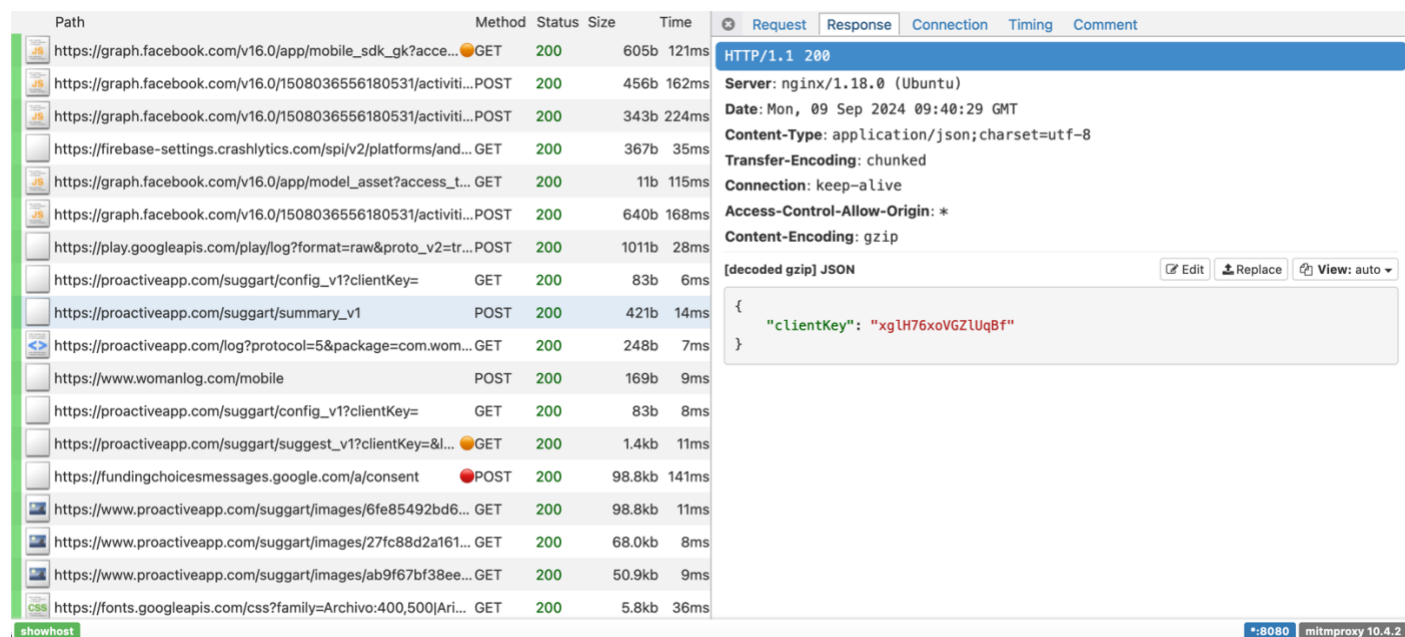 Path Method Status Size Time
https://graph.facebook.com/v16.0/app/mobile_sdk_gk?acce... GET 200 605b 121ms
https://graph.facebook.com/v16.0/1508036556180531/activiti... POST 200 456b 162ms
https://graph.facebook.com/v16.0/1508036556180531/activiti... POST 200 343b 224ms
https://firebase-settings.crashlytics.com/spi/v2/platforms/and... GET 200 367b 35ms
https://graph.facebook.com/v16.0/app/model_asset?access_t... GET 200 11b 115ms
https://graph.facebook.com/v16.0/1508036556180531/activiti... POST 200 640b 168ms
https://play.googleapis.com/play/log?format=raw&proto_v2=tr... POST 200 1011b 28ms
https://proactiveapp.com/suggart/config_v1?clientKey= GET 200 83b 6ms
https://proactiveapp.com/suggart/summary_v1 POST 200 421b 14ms
https://proactiveapp.com/log?protocol=5&package=com.wom... GET 200 248b 7ms
https://www.womanlog.com/mobile POST 200 169b 9ms
https://proactiveapp.com/suggart/config_v1?clientKey= GET 200 83b 8ms
https://proactiveapp.com/suggart/suggest_v1?clientKey=&l... GET 200 1.4kb 11ms
https://fundingchoicesmessages.google.com/a/consent POST 200 98.8kb 141ms
https://www.proactiveapp.com/suggart/images/6fe85492bd6... GET 200 98.8kb 11ms
https://www.proactiveapp.com/suggart/images/27fc88d2a161... GET 200 68.0kb 8ms
https://www.proactiveapp.com/suggart/images/ab9f67bf38ee... GET 200 50.9kb 9ms
https://fonts.googleapis.com/css?family=Archivo:400,500|Ari... GET 200 5.8kb 36ms
Request Response Connection Timing Comment
HTTP/1.1 200
Server: nginx/1.18.0 (Ubuntu)
Date: Mon, 09 Sep 2024 09:40:29 GMT
Content-Type: application/json;charset=utf-8
Transfer-Encoding: chunked
Connection: keep-alive
Access-Control-Allow-Origin: *
Content-Encoding: gzip
[decoded gzip] JSON Edit Replace View: auto
{
"clientKey": "xglH76xoVGZlUqBf"
}
showhost *:8080 mitmproxy 10.4.2